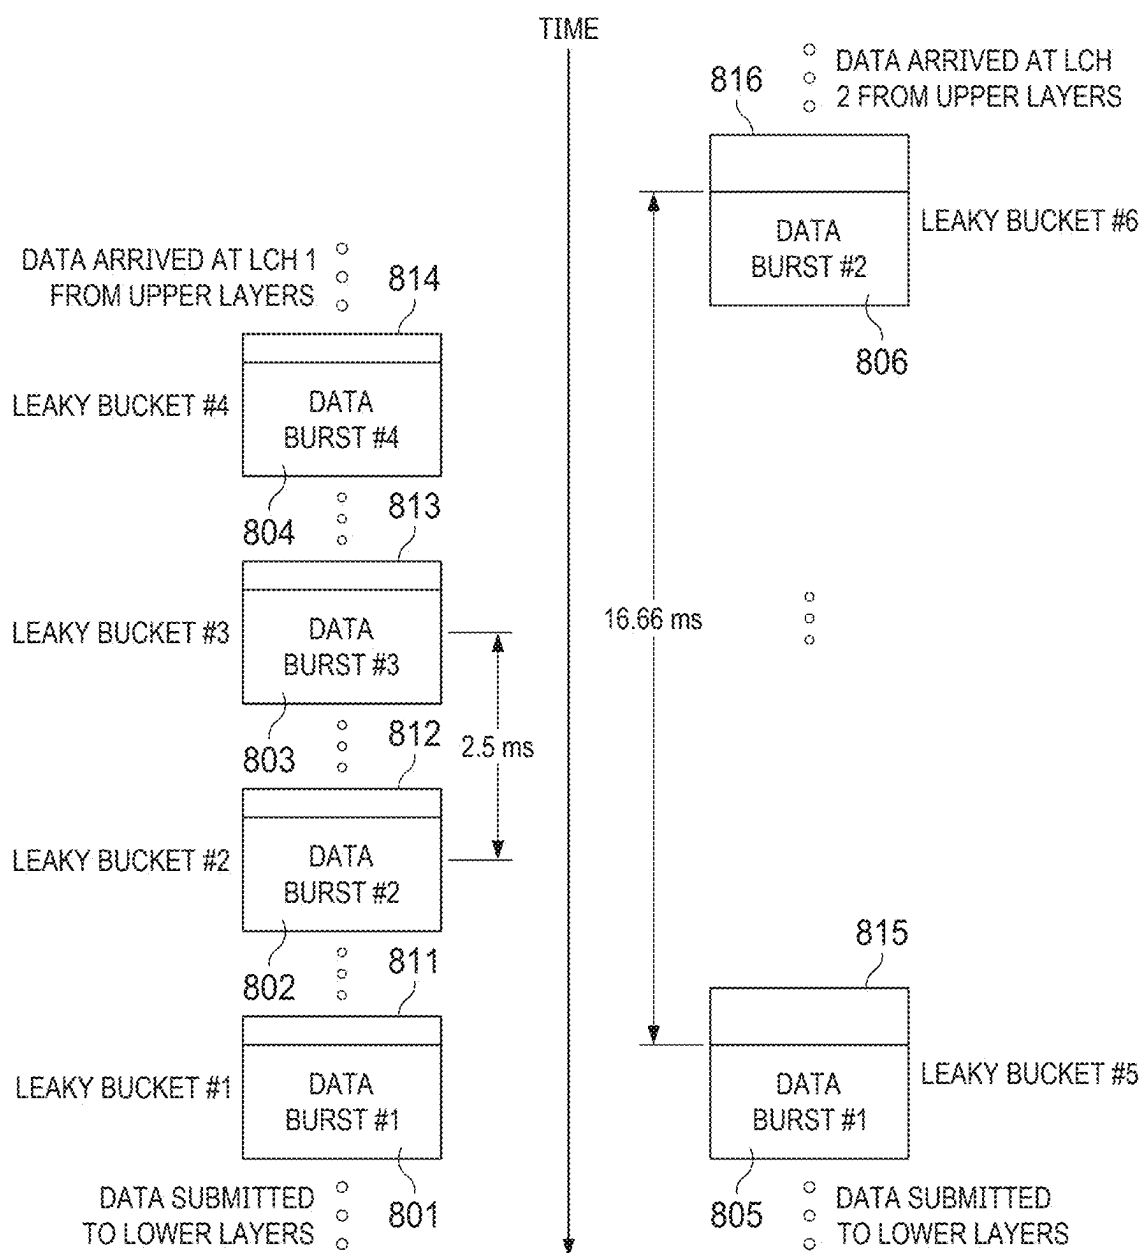 TIME
DATA ARRIVED AT LCH
2 FROM UPPER LAYERS
816
LEAKY BUCKET #6
DATA
BURST #2
806
DATA ARRIVED AT LCH 1
FROM UPPER LAYERS
814
LEAKY BUCKET #4
DATA
BURST #4
804
813
LEAKY BUCKET #3
DATA
BURST #3
803
16.66 ms
2.5 ms
812
LEAKY BUCKET #2
DATA
BURST #2
802
811
LEAKY BUCKET #1
DATA
BURST #1
801
DATA SUBMITTED
TO LOWER LAYERS
815
LEAKY BUCKET #5
DATA
BURST #1
805
DATA SUBMITTED
TO LOWER LAYERS